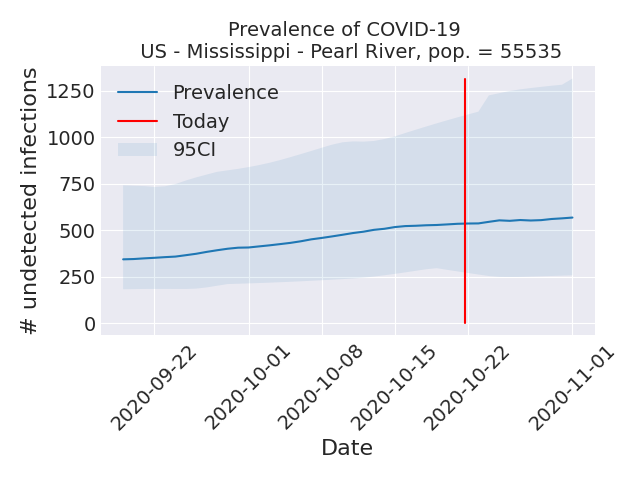 Prevalence of COVID-19
US - Mississippi - Pearl River, pop. = 55535
# undetected infections
1250
1000
750
500
250
0
Prevalence
Today
95CI
2020-09-22
2020-10-01
2020-10-08
2020-10-15
2020-10-22
2020-11-01
Date